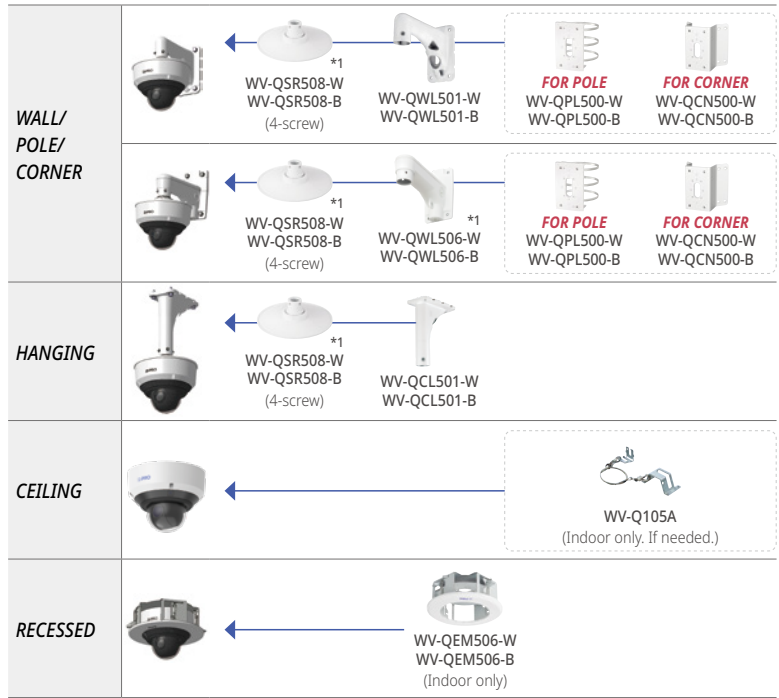 WALL/
POLE/
CORNER
*1
WV-QSR508-W
WV-QSR508-B
(4-screw)
WV-QWL501-W
WV-QWL501-B
FOR POLE
WV-QPL500-W
WV-QPL500-B
FOR CORNER
WV-QCN500-W
WV-QCN500-B
*1
WV-QSR508-W
WV-QSR508-B
(4-screw)
*1
WV-QWL506-W
WV-QWL506-B
FOR POLE
WV-QPL500-W
WV-QPL500-B
FOR CORNER
WV-QCN500-W
WV-QCN500-B
HANGING
*1
WV-QSR508-W
WV-QSR508-B
(4-screw)
WV-QCL501-W
WV-QCL501-B
CEILING
WV-Q105A
(Indoor only. If needed.)
RECESSED
WV-QEM506-W
WV-QEM506-B
(Indoor only)